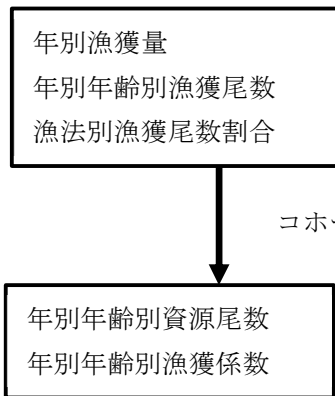 年別漁獲量
年別年齢別漁獲尾数
漁法別漁獲尾数割合
コホ
年別年齢別資源尾数
年別年齢別漁獲係数